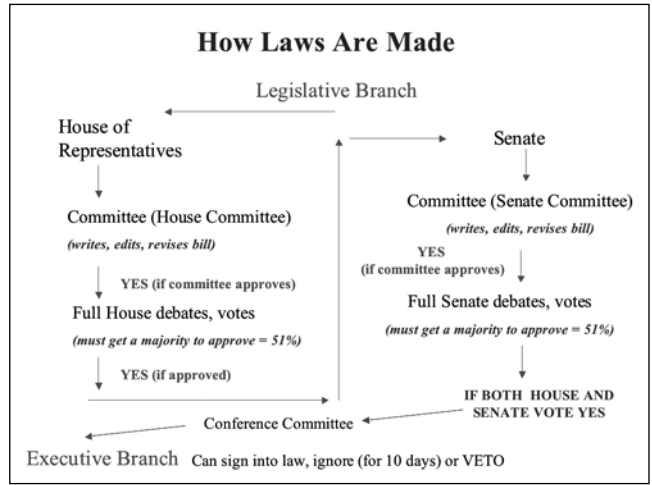 How Laws Are Made
Legislative Branch
House of
Representatives
Committee (House Committee)
(writes, edits, revises bill)
YES (if committee approves)
Full House debates, votes
(must get a majority to approve = 51%)
YES (if approved)
Senate
Committee (Senate Committee)
(writes, edits, revises bill)
YES
(if committee approves)
Full Senate debates, votes
(must get a majority to approve = 51%)
IF BOTH HOUSE AND
SENATE VOTE YES
Conference Committee
Executive Branch Can sign into law, ignore (for 10 days) or VETO